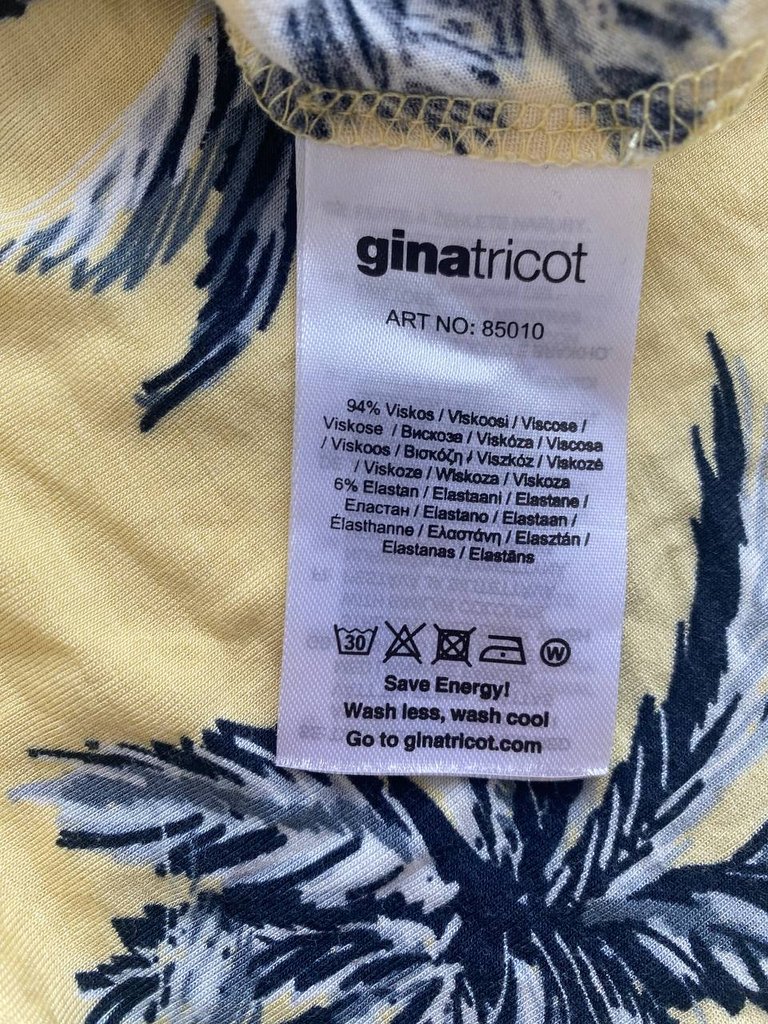 ginatricot
ART NO: 85010
94% Viskos / Viskoosi / Viscose /
Viskose / Вискоза / Viskóza / Viscosa
/ Viskoos / Βισκόζη / Viszkóz / Viskozė
/ Viskoze / Wiskoza / Viskoza
6% Elastan / Elastaani / Elastane /
Еластан / Elastano / Elastaan /
Élasthanne / Ελαστάνη / Elasztán /
Elastanas / Elastāns
30 W
Save Energy!
Wash less, wash cool
Go to ginatricot.com